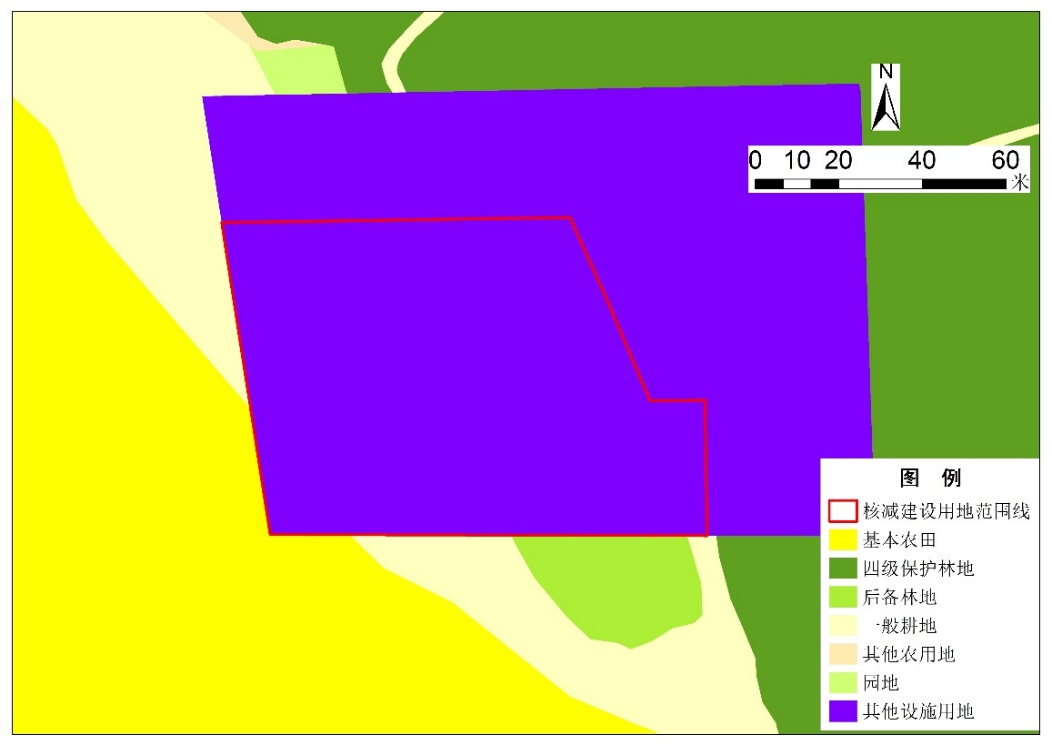 N
0 10 20 40 60
米
图 例
核减建设用地范围线
基本农田
四级保护林地
后备林地
一般耕地
其他农用地
园地
其他设施用地